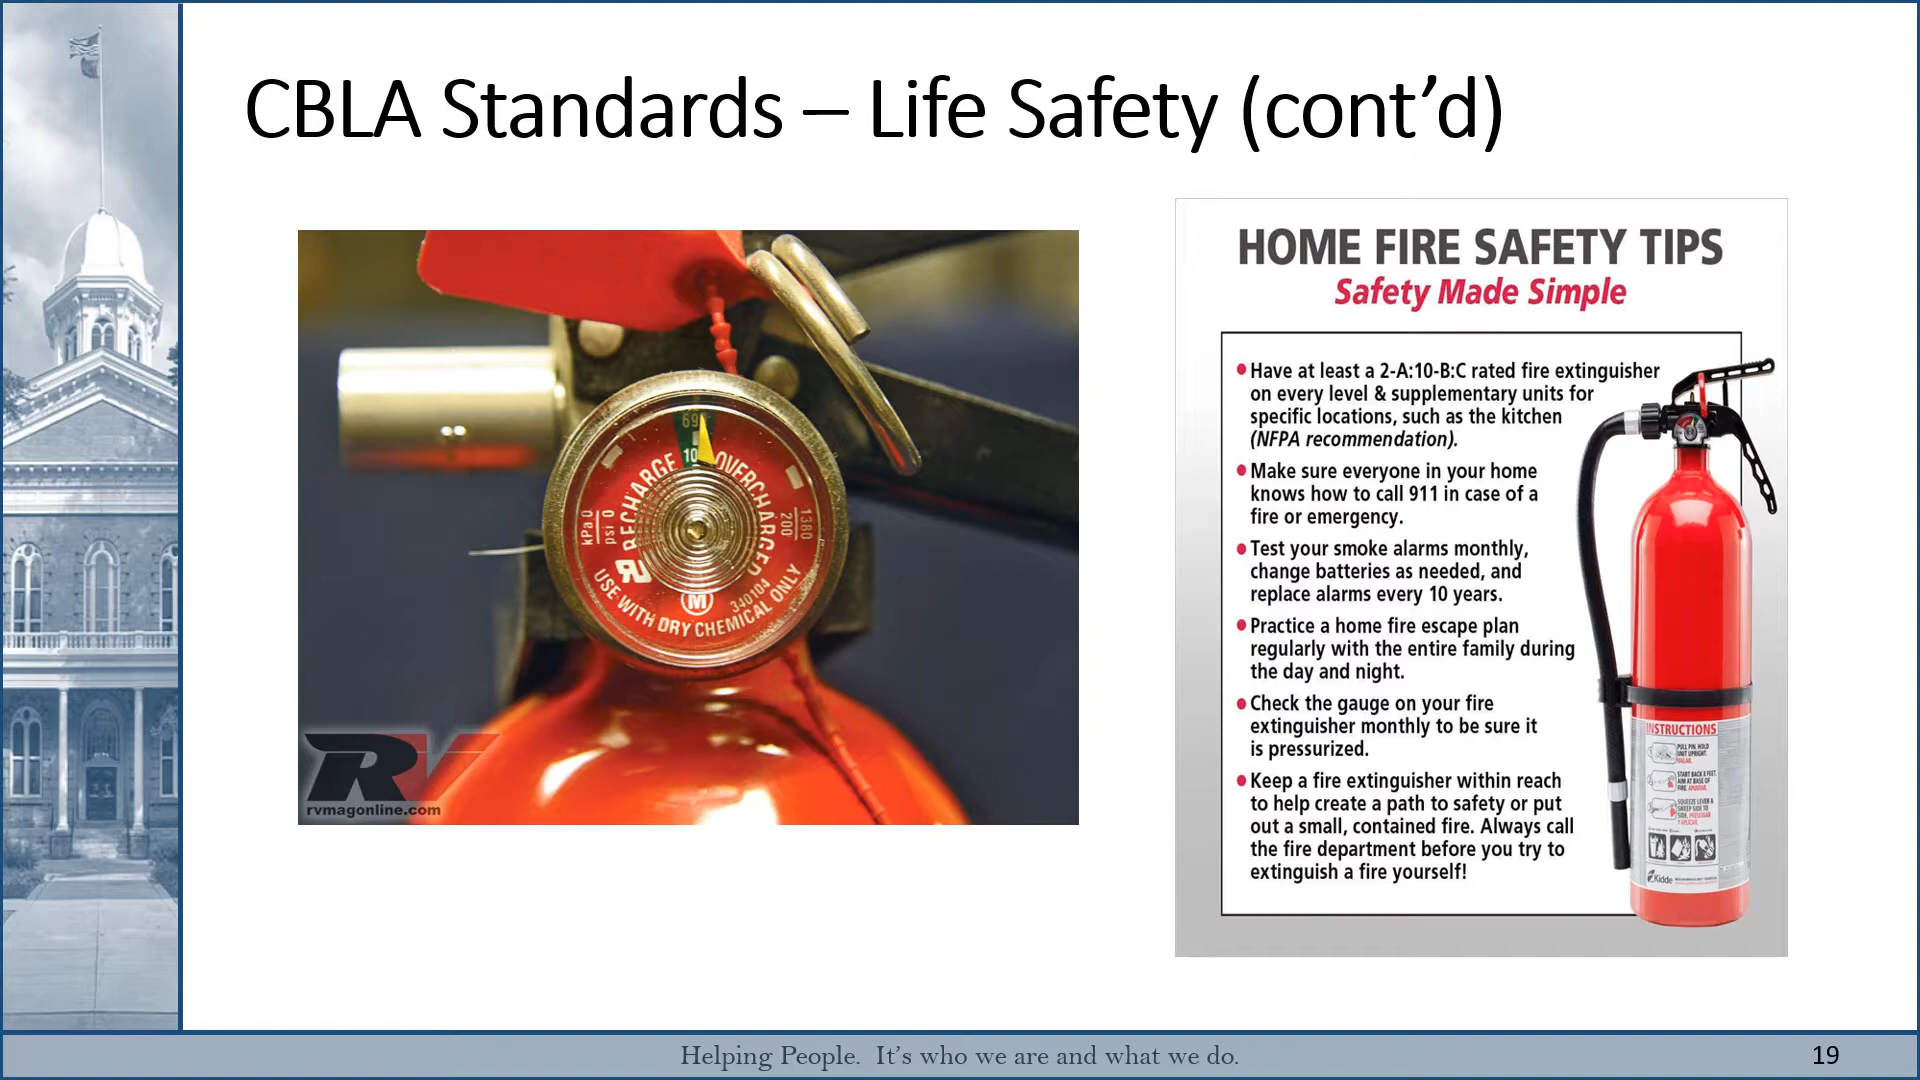 CBLA Standards – Life Safety (cont’d)
69
10
RECHARGE
OVERCHARGED
kPa 0
psi 0
1380
200
340104
M
USE WITH DRY CHEMICAL ONLY
RV
rvmagonline.com
HOME FIRE SAFETY TIPS
Safety Made Simple
• Have at least a 2-A:10-B:C rated fire extinguisher
on every level & supplementary units for
specific locations, such as the kitchen
(NFPA recommendation).
• Make sure everyone in your home
knows how to call 911 in case of a
fire or emergency.
• Test your smoke alarms monthly,
change batteries as needed, and
replace alarms every 10 years.
• Practice a home fire escape plan
regularly with the entire family during
the day and night.
• Check the gauge on your fire
extinguisher monthly to be sure it
is pressurized.
• Keep a fire extinguisher within reach
to help create a path to safety or put
out a small, contained fire. Always call
the fire department before you try to
extinguish a fire yourself!
INSTRUCTIONS
PULL PIN. HOLD
UNIT UPRIGHT.
HALAR.
START BACK 8 FEET.
AIM AT BASE OF
FIRE. APUNTAR.
SQUEEZE LEVER &
SWEEP SIDE TO
SIDE. PRESIONAR
Y APLICAR.
Kidde
Helping People. It’s who we are and what we do.
19